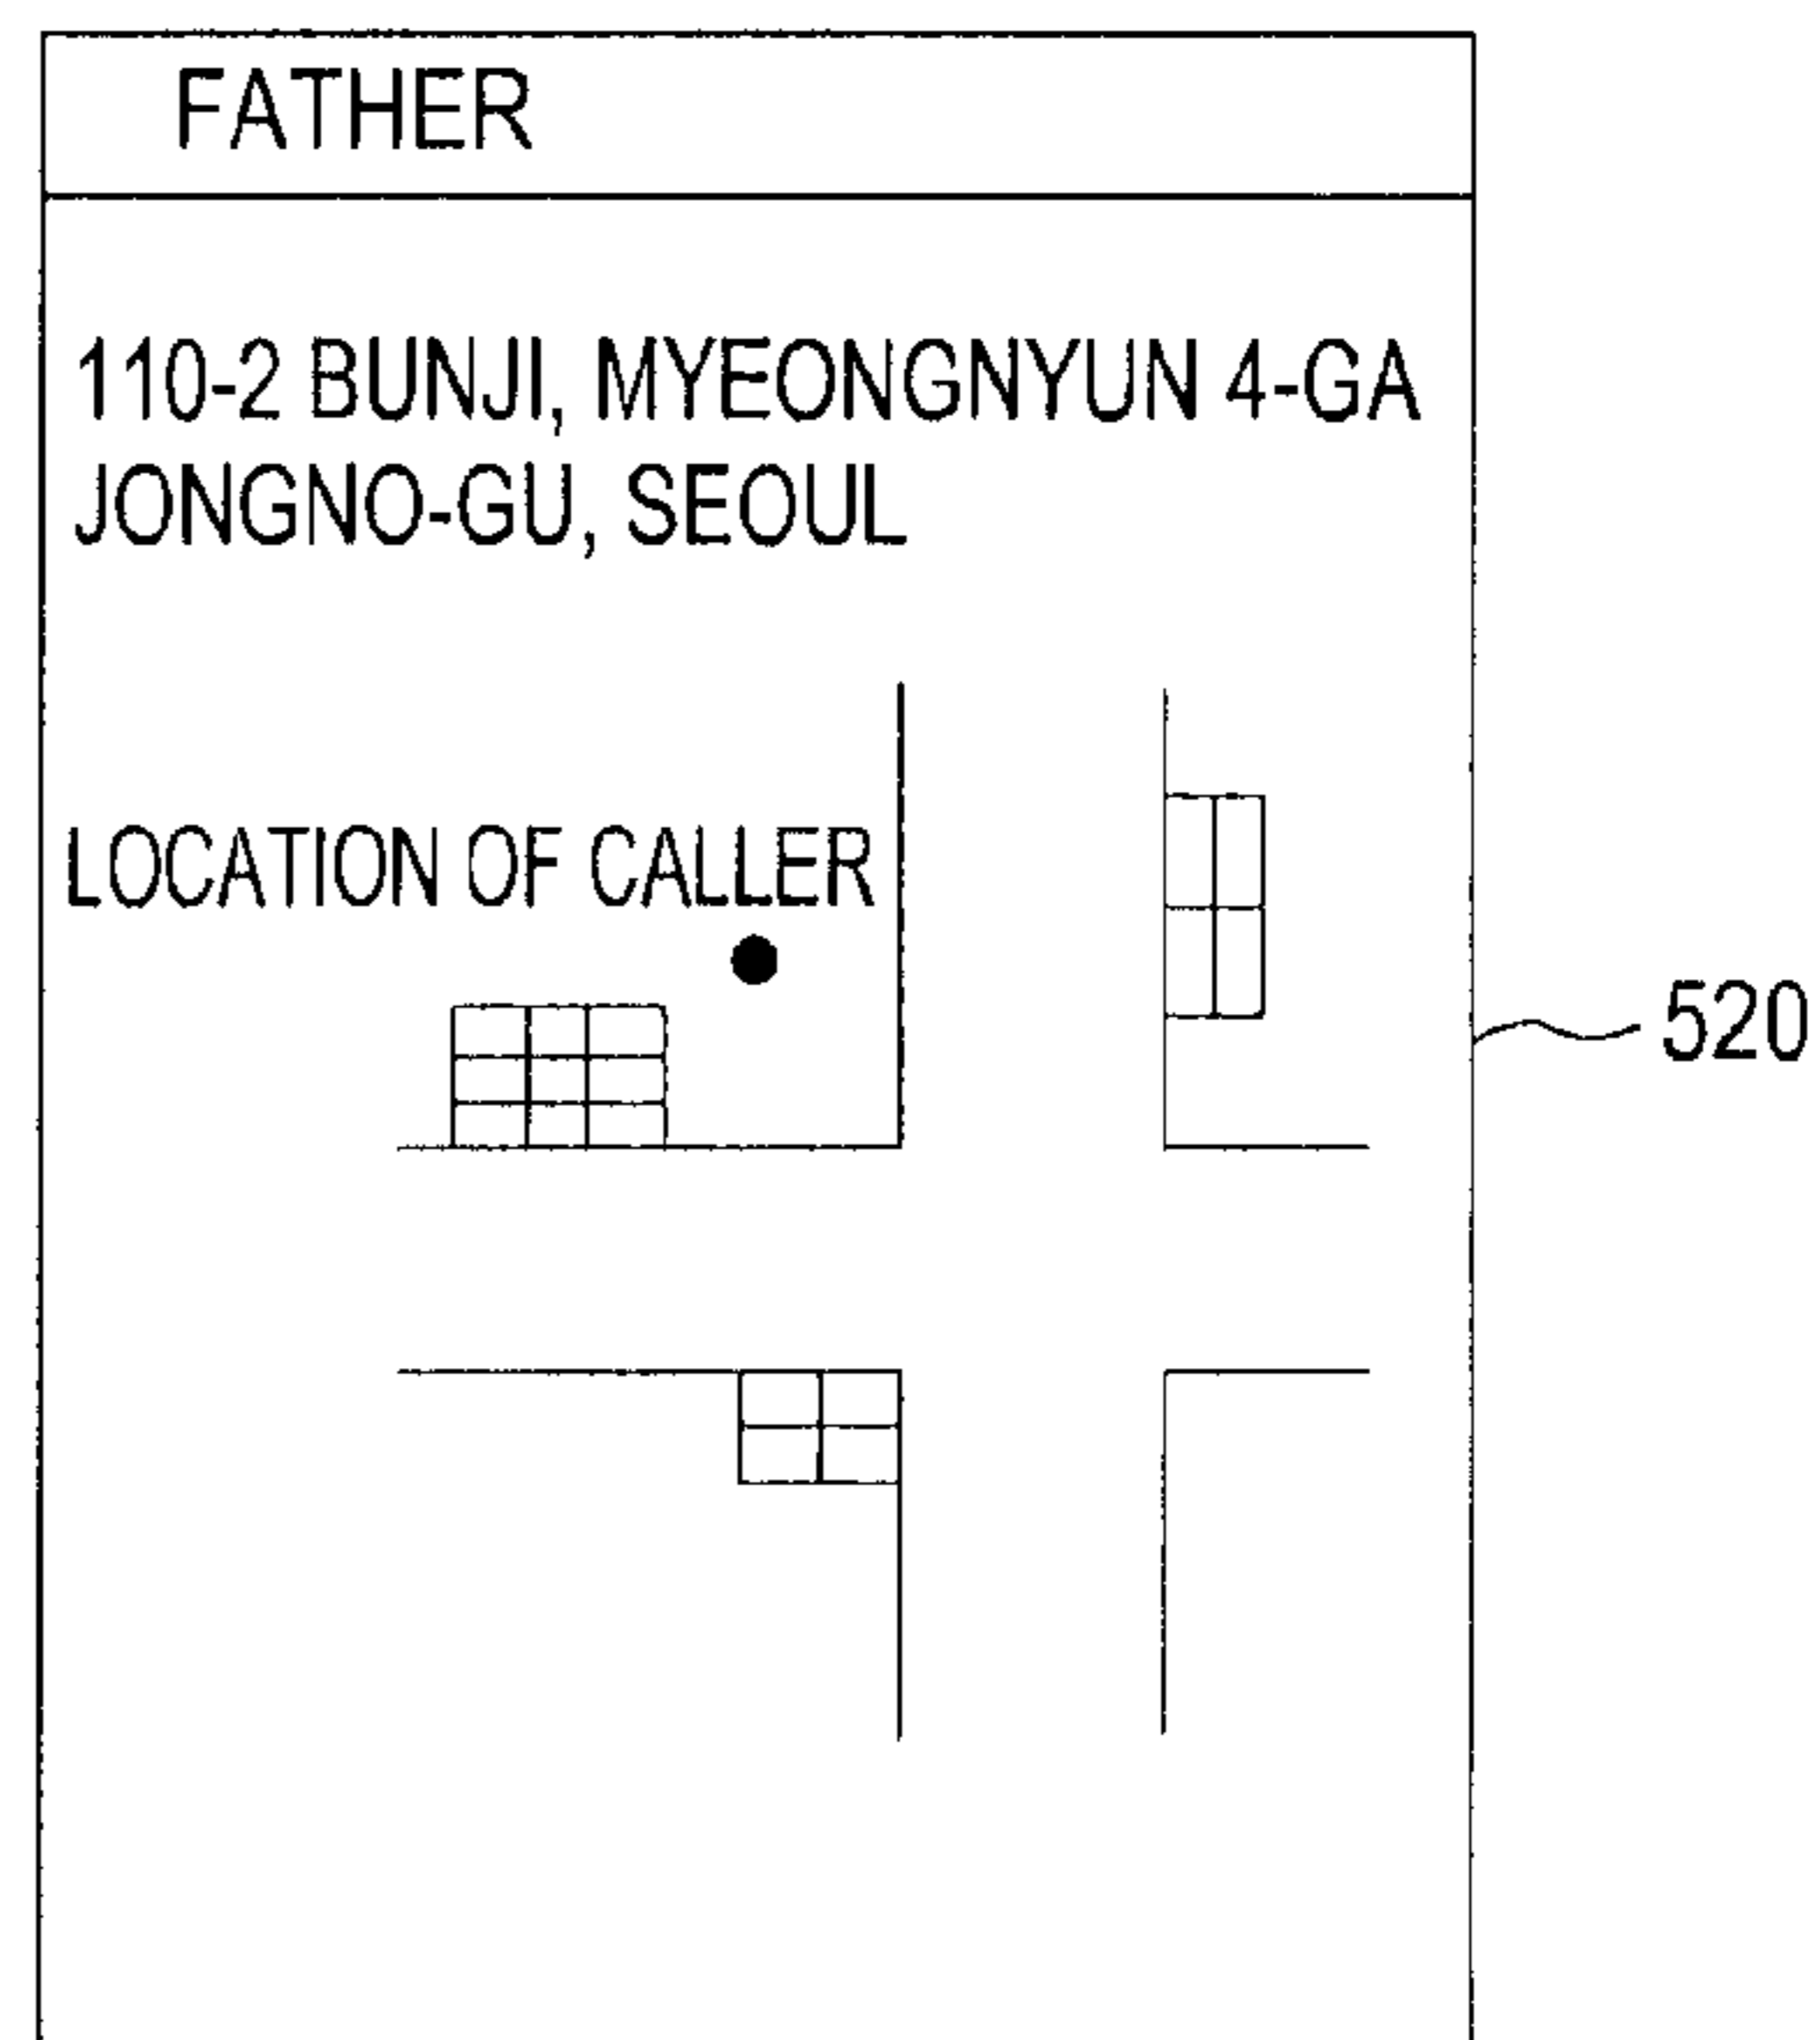 FATHER
110-2 BUNJI, MYEONGNYUN 4-GA
JONGNO-GU, SEOUL
LOCATION OF CALLER
520